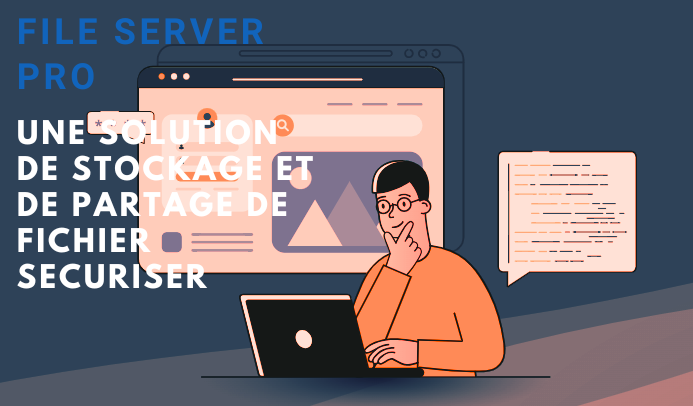 FILE SERVER
PRO
UNE SOLUTION
DE STOCKAGE ET
DE PARTAGE DE
FICHIER
SECURISER